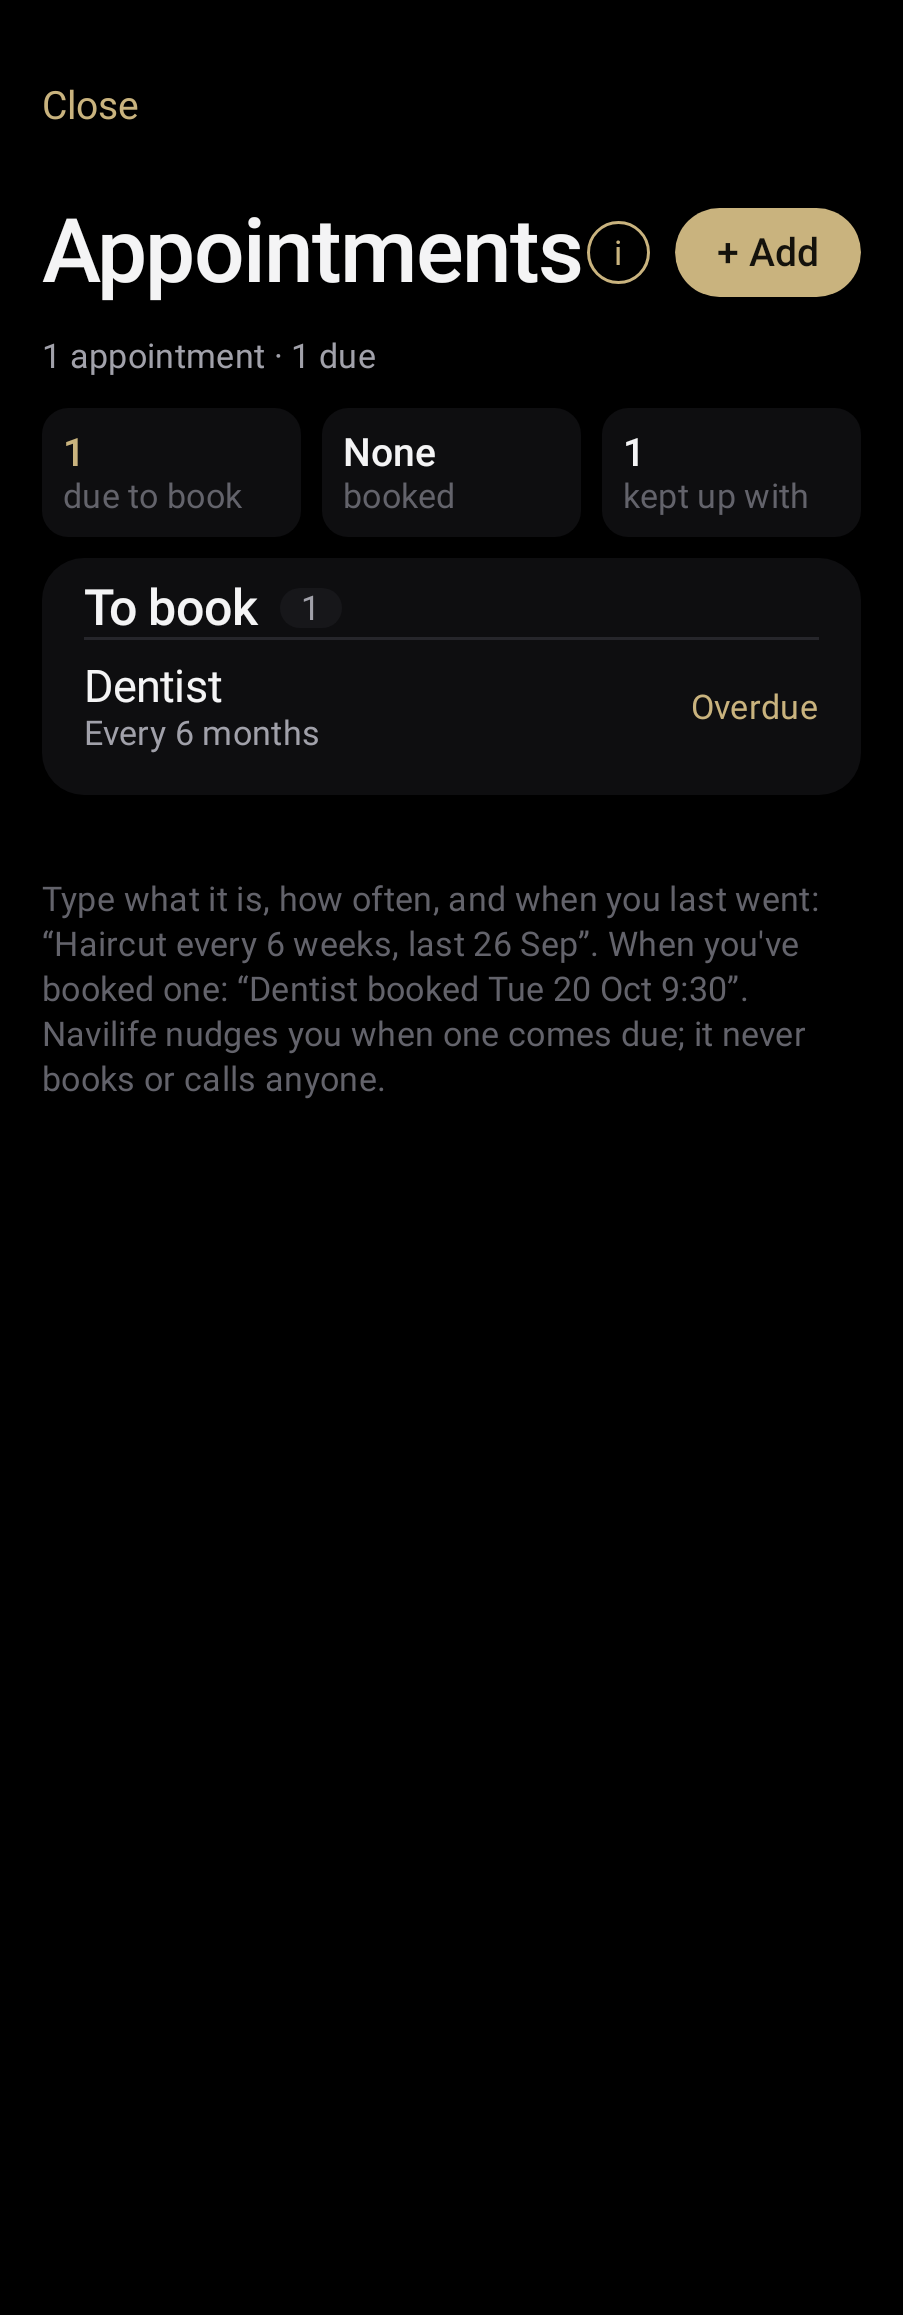 Close
Appointments i + Add
1 appointment · 1 due
1
due to book
None
booked
1
kept up with
To book 1
Dentist
Every 6 months
Overdue
Type what it is, how often, and when you last went:
“Haircut every 6 weeks, last 26 Sep”. When you've
booked one: “Dentist booked Tue 20 Oct 9:30”.
Navilife nudges you when one comes due; it never
books or calls anyone.